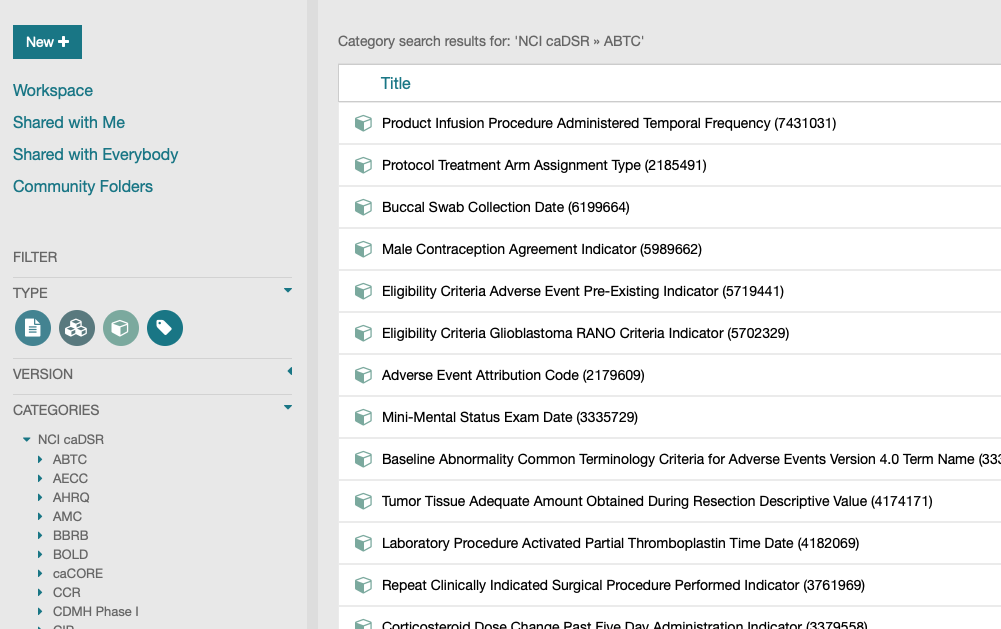 New +
Workspace
Shared with Me
Shared with Everybody
Community Folders
FILTER
TYPE
VERSION
CATEGORIES
NCI caDSR
ABTC
AECC
AHRQ
AMC
BBRB
BOLD
caCORE
CCR
CDMH Phase I
CIP
Category search results for: 'NCI caDSR » ABTC'
Title
Product Infusion Procedure Administered Temporal Frequency (7431031)
Protocol Treatment Arm Assignment Type (2185491)
Buccal Swab Collection Date (6199664)
Male Contraception Agreement Indicator (5989662)
Eligibility Criteria Adverse Event Pre-Existing Indicator (5719441)
Eligibility Criteria Glioblastoma RANO Criteria Indicator (5702329)
Adverse Event Attribution Code (2179609)
Mini-Mental Status Exam Date (3335729)
Baseline Abnormality Common Terminology Criteria for Adverse Events Version 4.0 Term Name (333
Tumor Tissue Adequate Amount Obtained During Resection Descriptive Value (4174171)
Laboratory Procedure Activated Partial Thromboplastin Time Date (4182069)
Repeat Clinically Indicated Surgical Procedure Performed Indicator (3761969)
Corticosteroid Dose Change Past Five Day Administration Indicator (3379558)